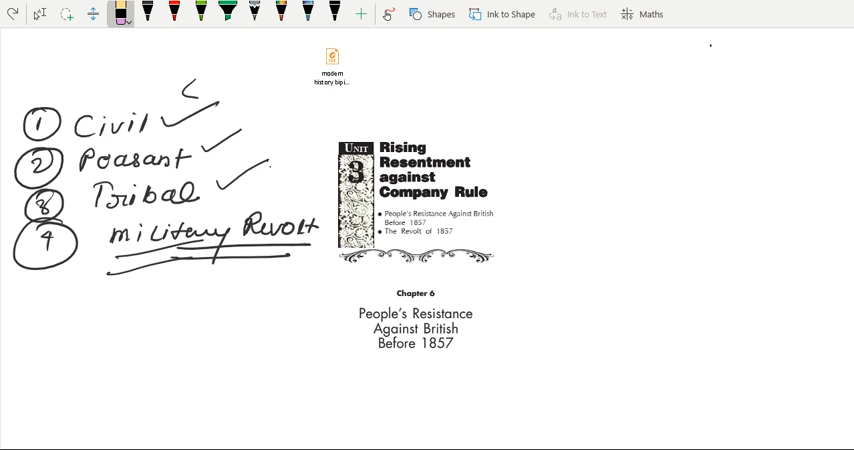 Shapes Ink to Shape Ink to Text Maths
modern
history bipi...
① Civil
② Poasant
③ Tribal
④ military Revolt
UNIT
3
Rising
Resentment
against
Company Rule
• People's Resistance Against British
Before 1857
• The Revolt of 1857
Chapter 6
People's Resistance
Against British
Before 1857